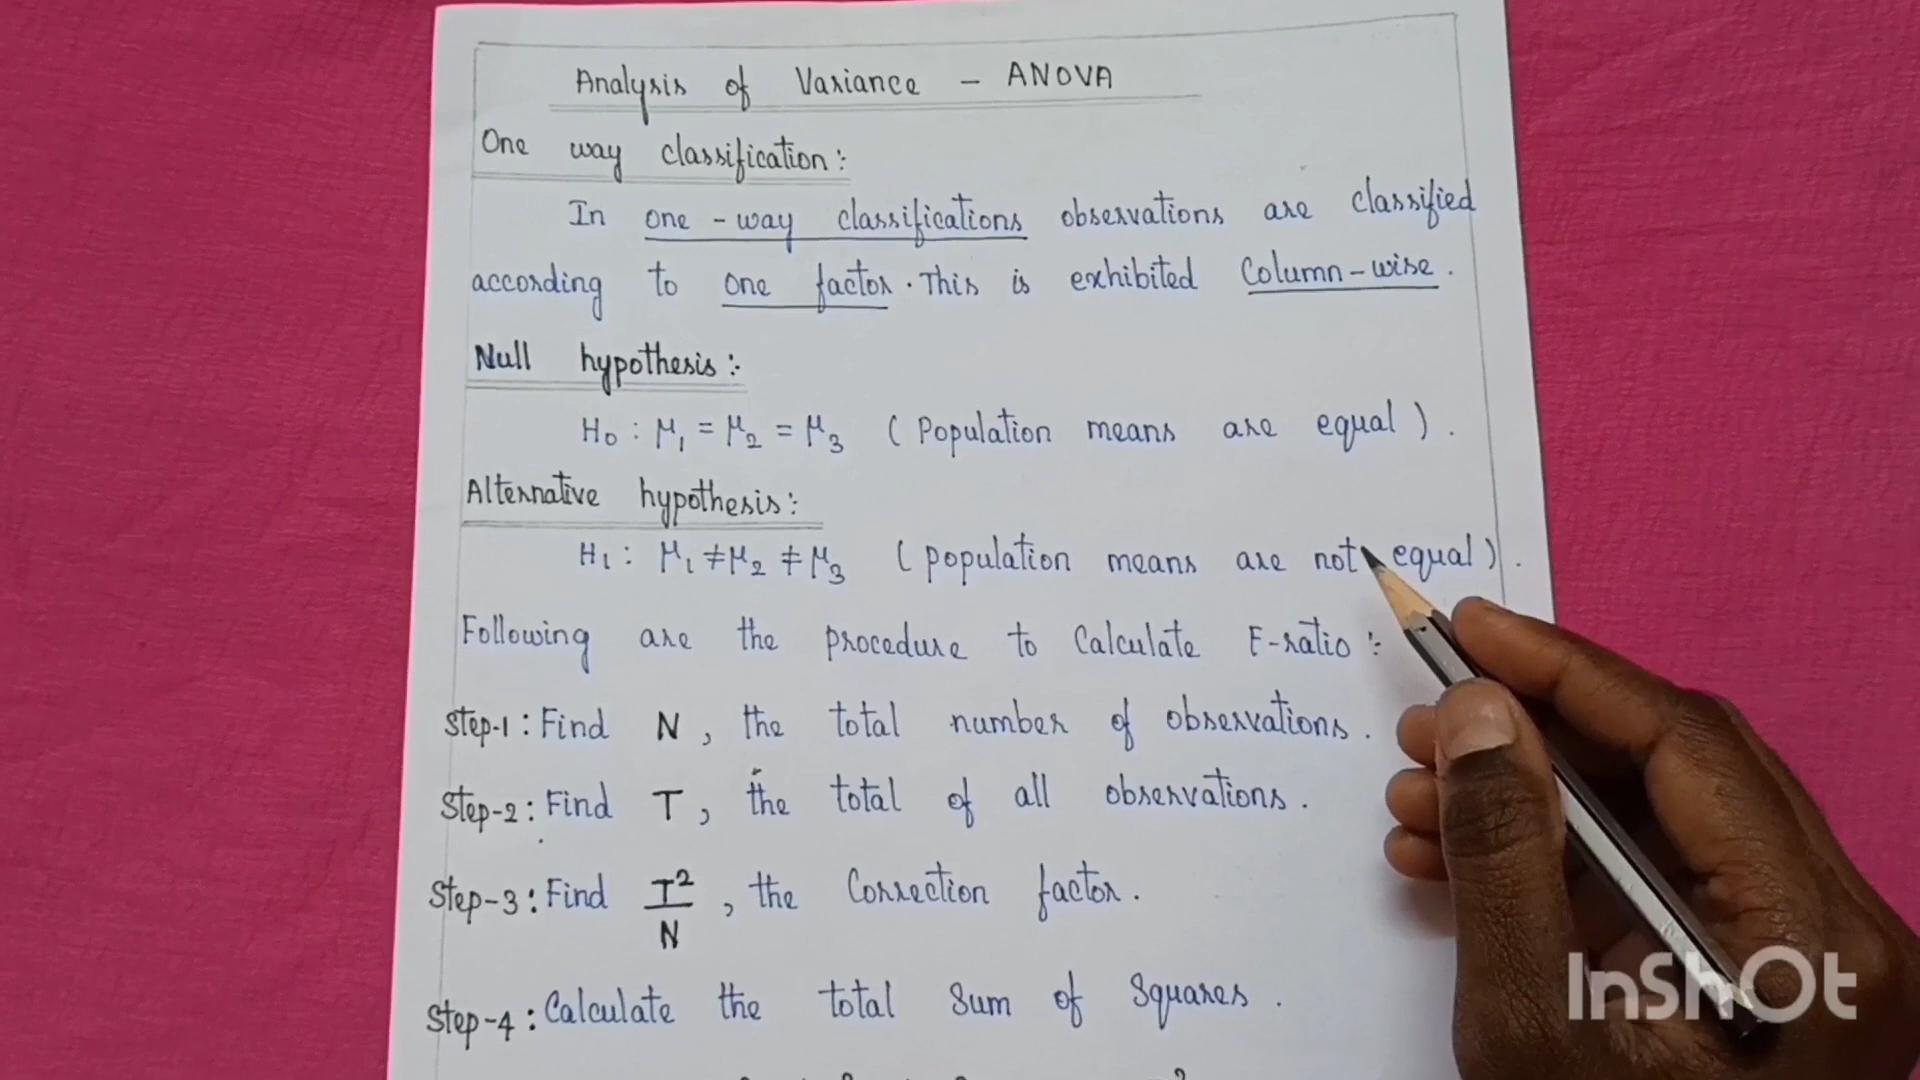 Analysis of Variance - ANOVA
One way classification:
In one-way classifications observations are classified
according to one factor. This is exhibited Column-wise.
Null hypothesis:
H₀ : μ₁ = μ₂ = μ₃ (Population means are equal).
Alternative hypothesis:
H₁ : μ₁ ≠ μ₂ ≠ μ₃ (population means are not equal).
Following are the procedure to Calculate F-ratio:
Step-1: Find N, the total number of observations.
Step-2: Find T, the total of all observations.
Step-3: Find T²/N, the Correction factor.
Step-4: Calculate the total Sum of Squares.
InShOt